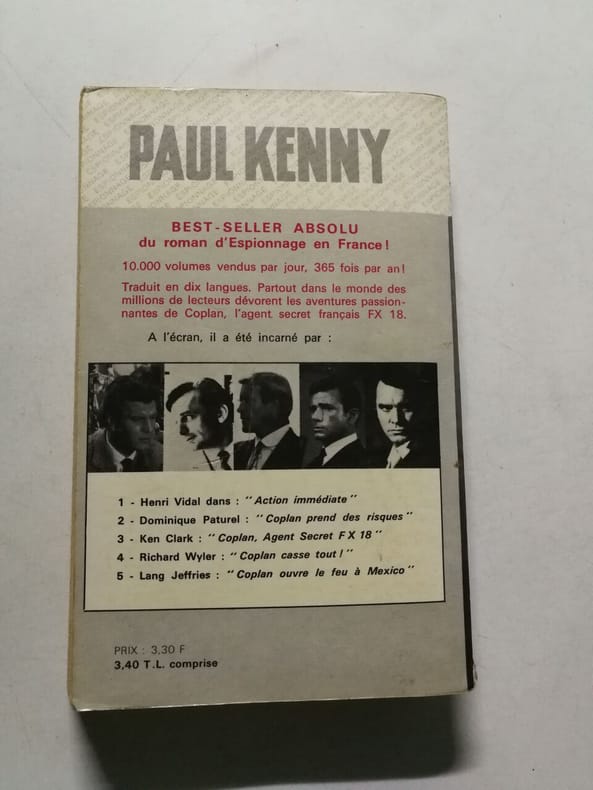 PAUL KENNY
BEST-SELLER ABSOLU
du roman d'Espionnage en France!
10.000 volumes vendus par jour, 365 fois par an!
Traduit en dix langues. Partout dans le monde des
millions de lecteurs dévorent les aventures passion-
nantes de Coplan, l'agent secret français FX 18.
A l'écran, il a été incarné par :
1 - Henri Vidal dans : "Action immédiate"
2 - Dominique Paturel : "Coplan prend des risques"
3 - Ken Clark : "Coplan, Agent Secret FX 18"
4 - Richard Wyler : "Coplan casse tout!"
5 - Lang Jeffries : "Coplan ouvre le feu à Mexico"
PRIX : 3,30 F
3,40 T.L. comprise